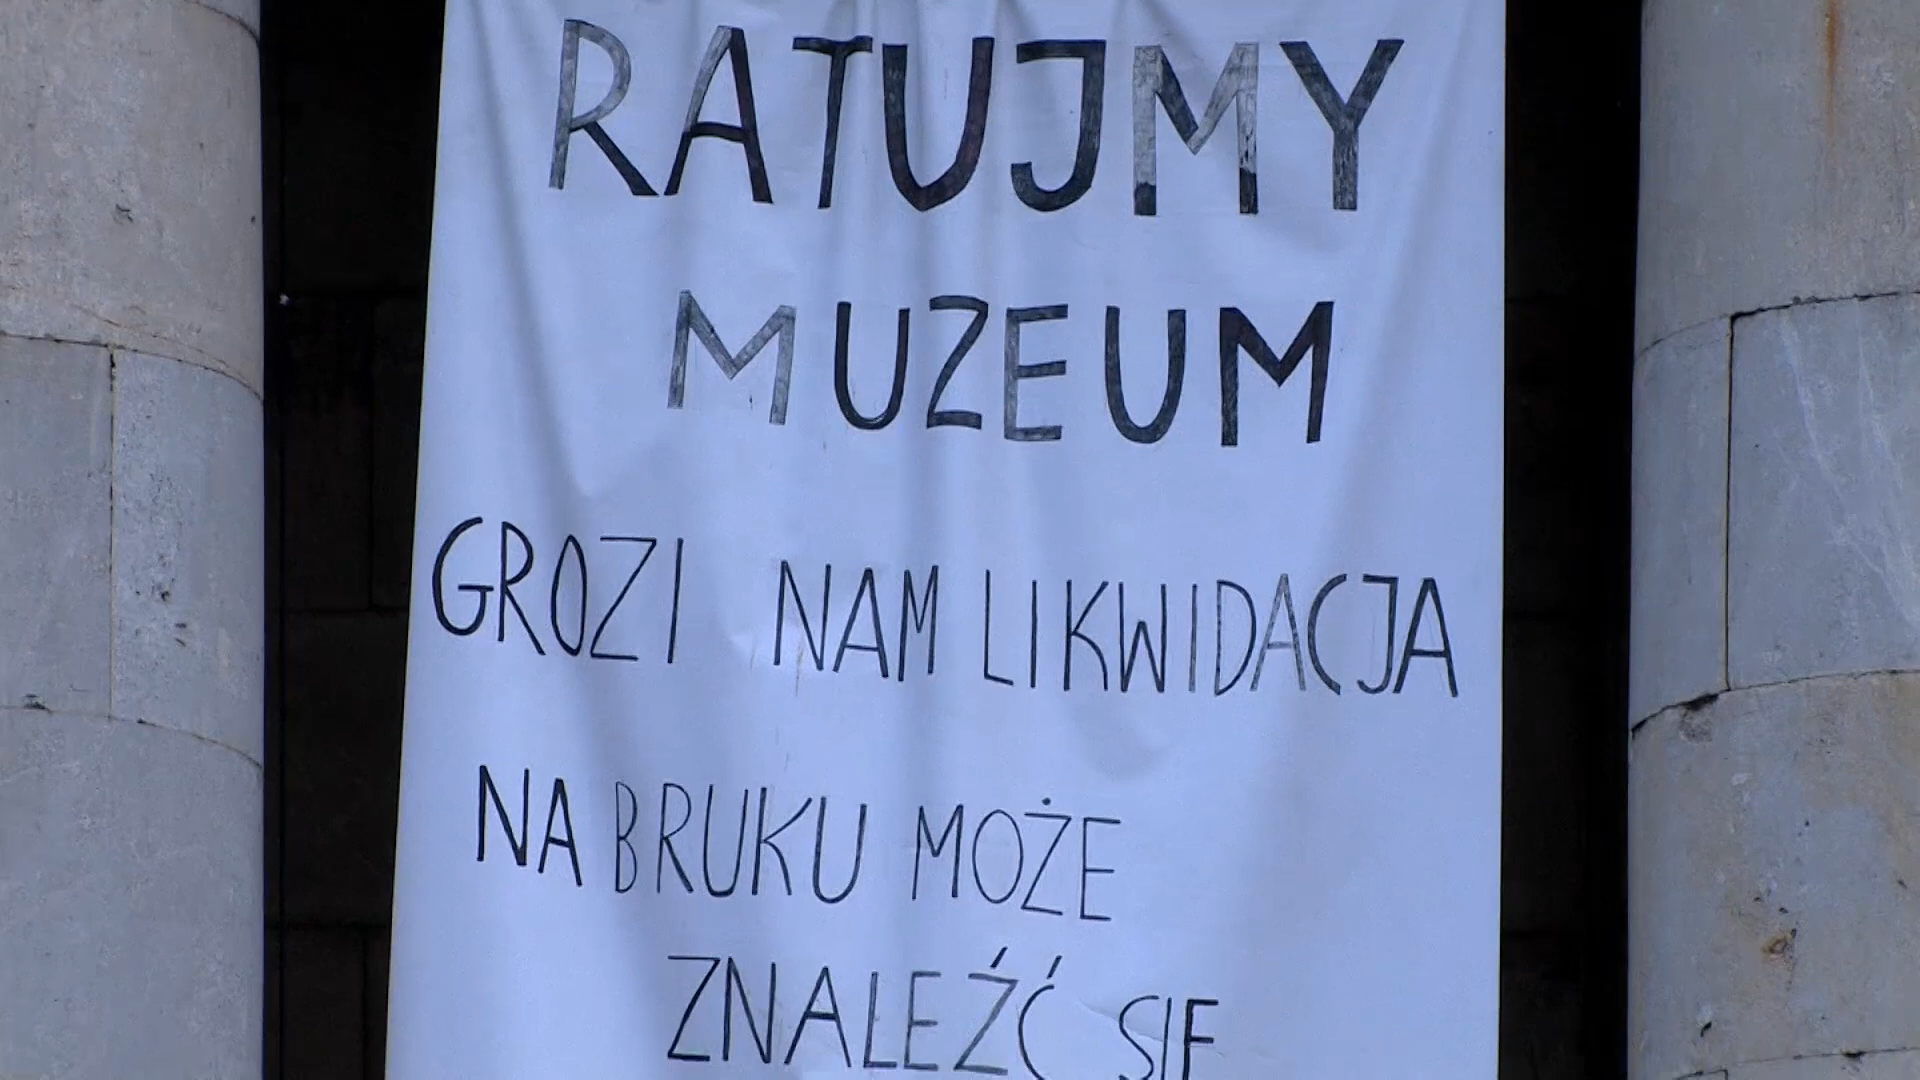 RATUJMY
MUZEUM
GROZI NAM LIKWIDACJA
NA BRUKU MOŻE
ZNALEŹĆ SIĘ